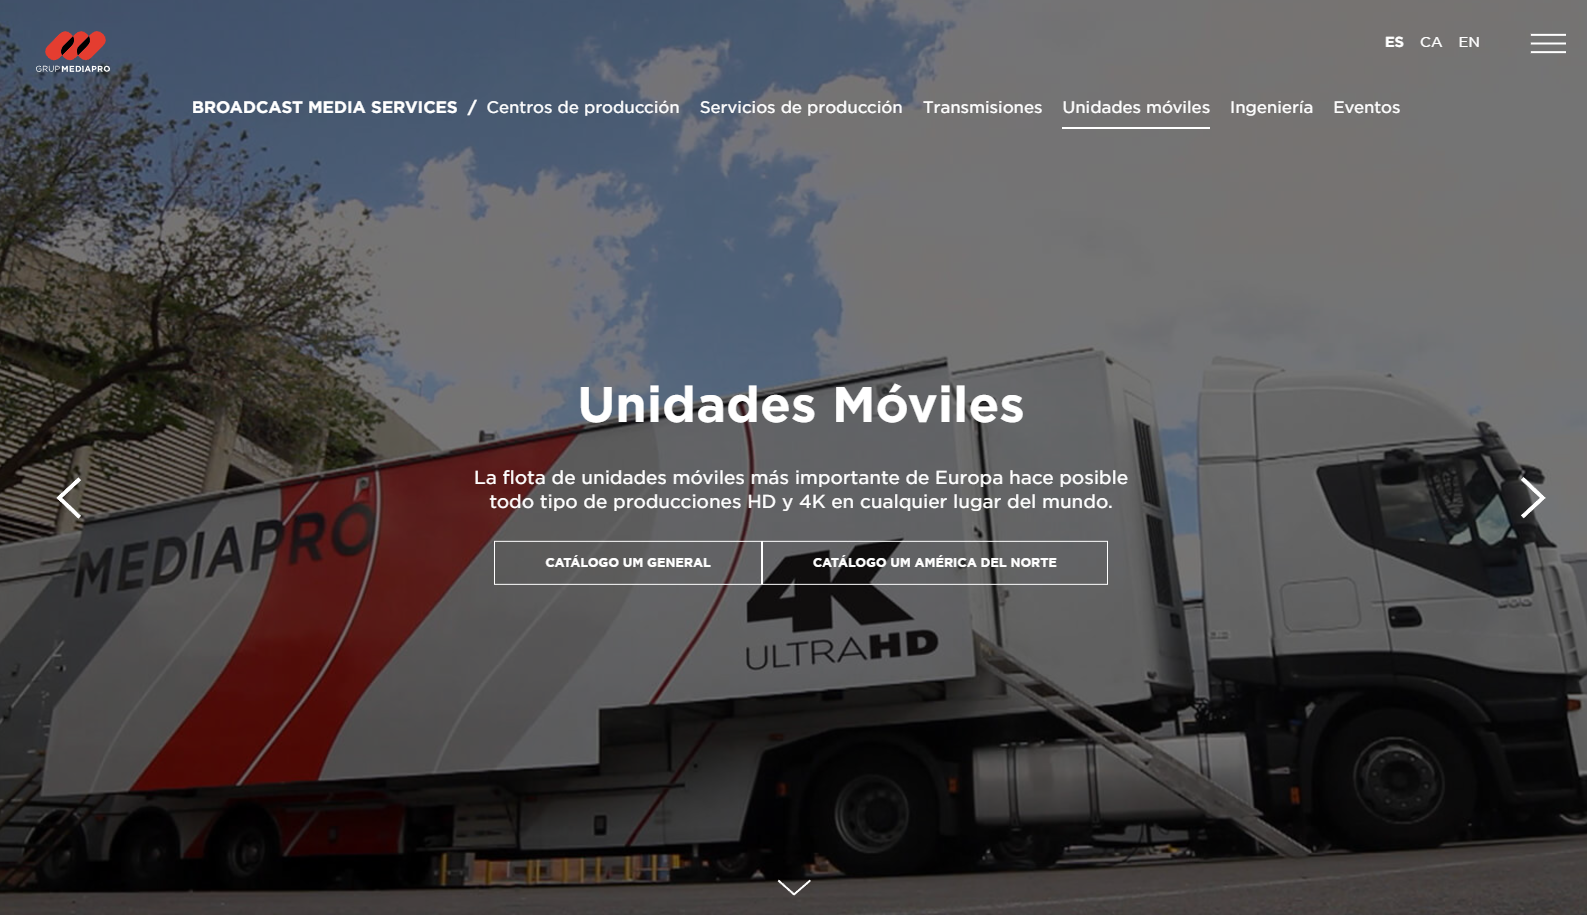 GRUP MEDIAPRO
ES CA EN
BROADCAST MEDIA SERVICES / Centros de producción Servicios de producción Transmisiones Unidades móviles Ingeniería Eventos
Unidades Móviles
La flota de unidades móviles más importante de Europa hace posible
todo tipo de producciones HD y 4K en cualquier lugar del mundo.
CATÁLOGO UM GENERAL CATÁLOGO UM AMÉRICA DEL NORTE
MEDIAPRO
4K
ULTRAHD